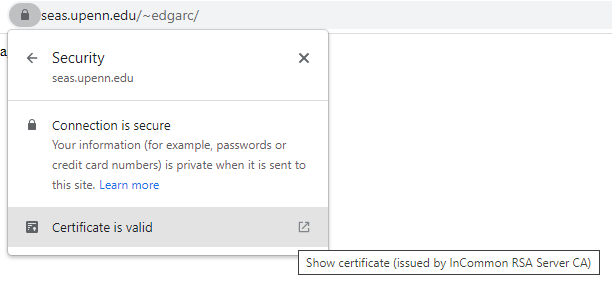 seas.upenn.edu/~edgarc/
a
Security
seas.upenn.edu
Connection is secure
Your information (for example, passwords or
credit card numbers) is private when it is sent to
this site. Learn more
Certificate is valid
Show certificate (issued by InCommon RSA Server CA)